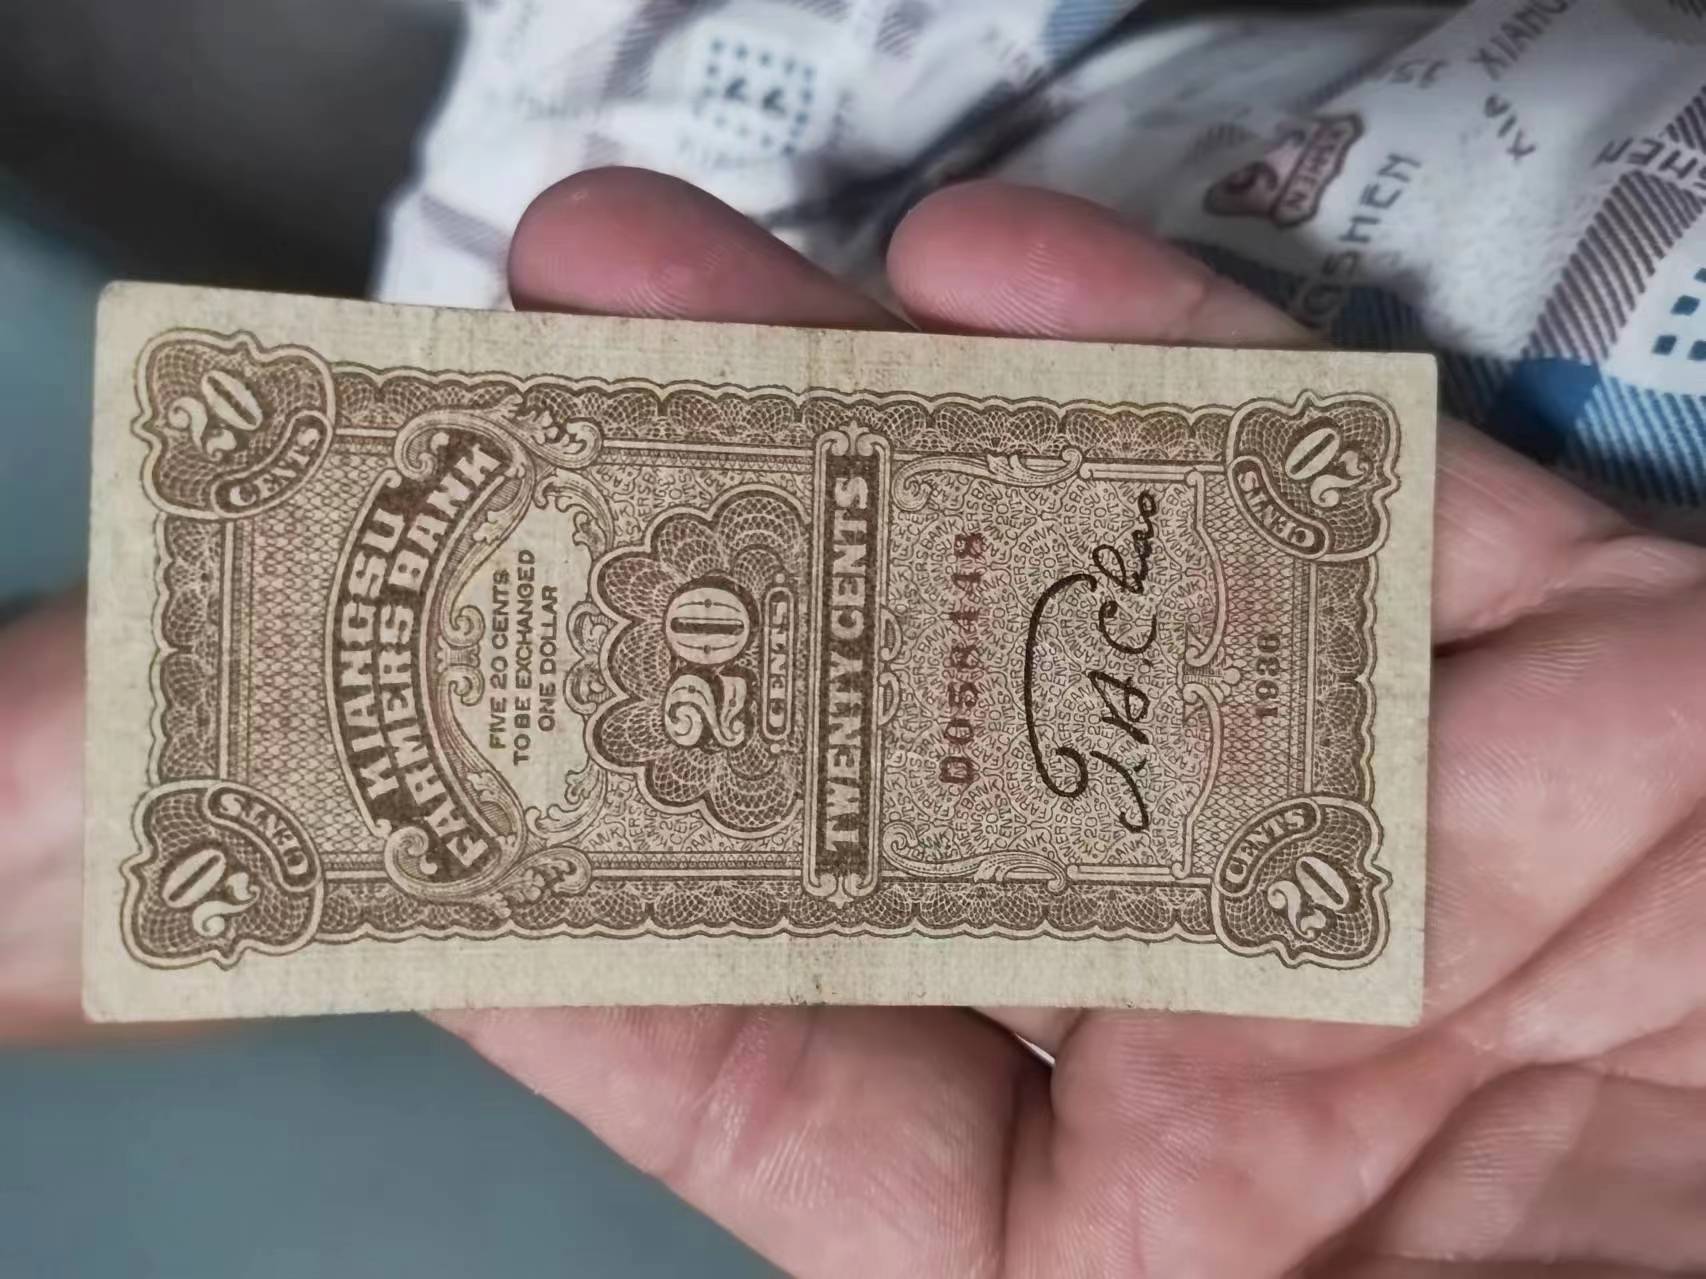 20
CENTS
20
CENTS
KIANGSU
FARMERS BANK
FIVE 20 CENTS
TO BE EXCHANGED
ONE DOLLAR
20
CENTS
TWENTY CENTS
D056448
1936
20
CENTS
20
CENTS